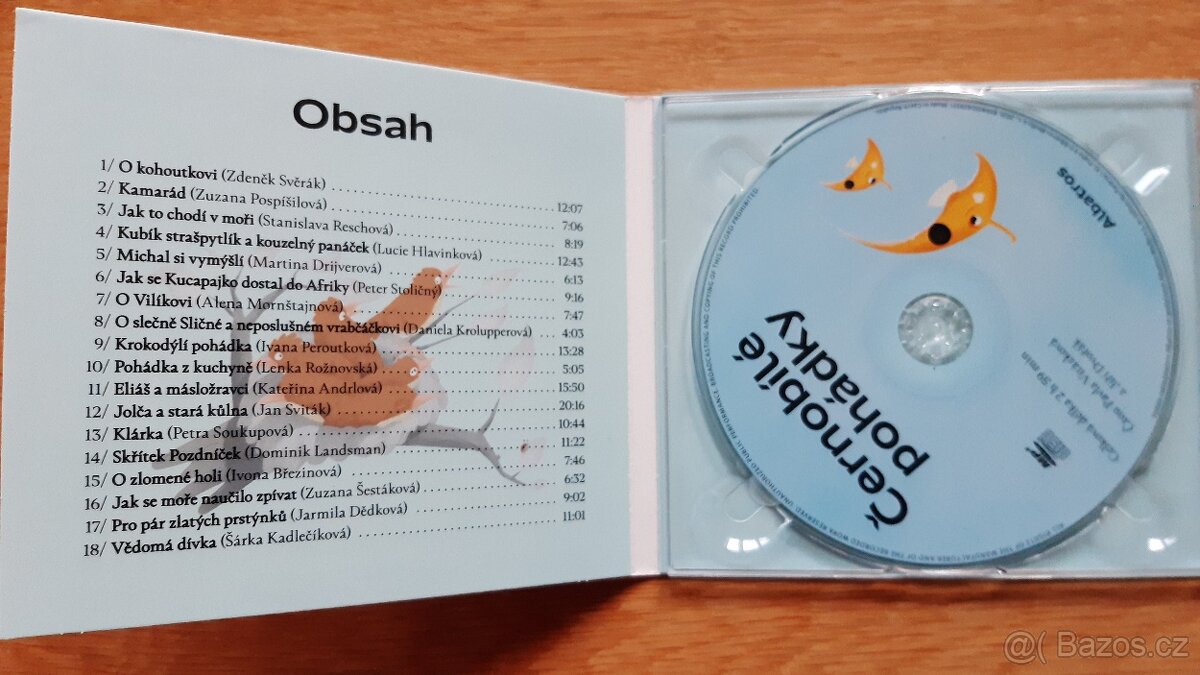 Obsah
1/ O kohoutkovi (Zdeněk Svěrák) 12:07
2/ Kamarád (Zuzana Pospíšilová) 7:06
3/ Jak to chodí v moři (Stanislava Reschová) 8:19
4/ Kubík strašpytlík a kouzelný panáček (Lucie Hlavinková) 12:43
5/ Michal si vymýšlí (Martina Drijverová) 6:13
6/ Jak se Kucapajko dostal do Afriky (Peter Stoličný) 9:16
7/ O Vilíkovi (Alena Mornštajnová) 7:47
8/ O slečně Sličné a neposlušném vrabčáčkovi (Daniela Krolupperová) 4:03
9/ Krokodýlí pohádka (Ivana Peroutková) 13:28
10/ Pohádka z kuchyně (Lenka Rožnovská) 5:05
11/ Eliáš a másložravci (Kateřina Andrlová) 15:50
12/ Jolča a stará kůlna (Jan Sviták) 20:16
13/ Klárka (Petra Soukupová) 10:44
14/ Skřítek Pozdníček (Dominik Landsman) 11:22
15/ O zlomené holi (Ivona Březinová) 7:46
16/ Jak se moře naučilo zpívat (Zuzana Šestáková) 6:32
17/ Pro pár zlatých prstýnků (Jarmila Dědková) 9:02
18/ Vědomá dívka (Šárka Kadlečíková) 11:01
Albatros
Černobílé
pohádky
Celková délka 2 h 59 min
a Jiří Dvořák
Bazos.cz